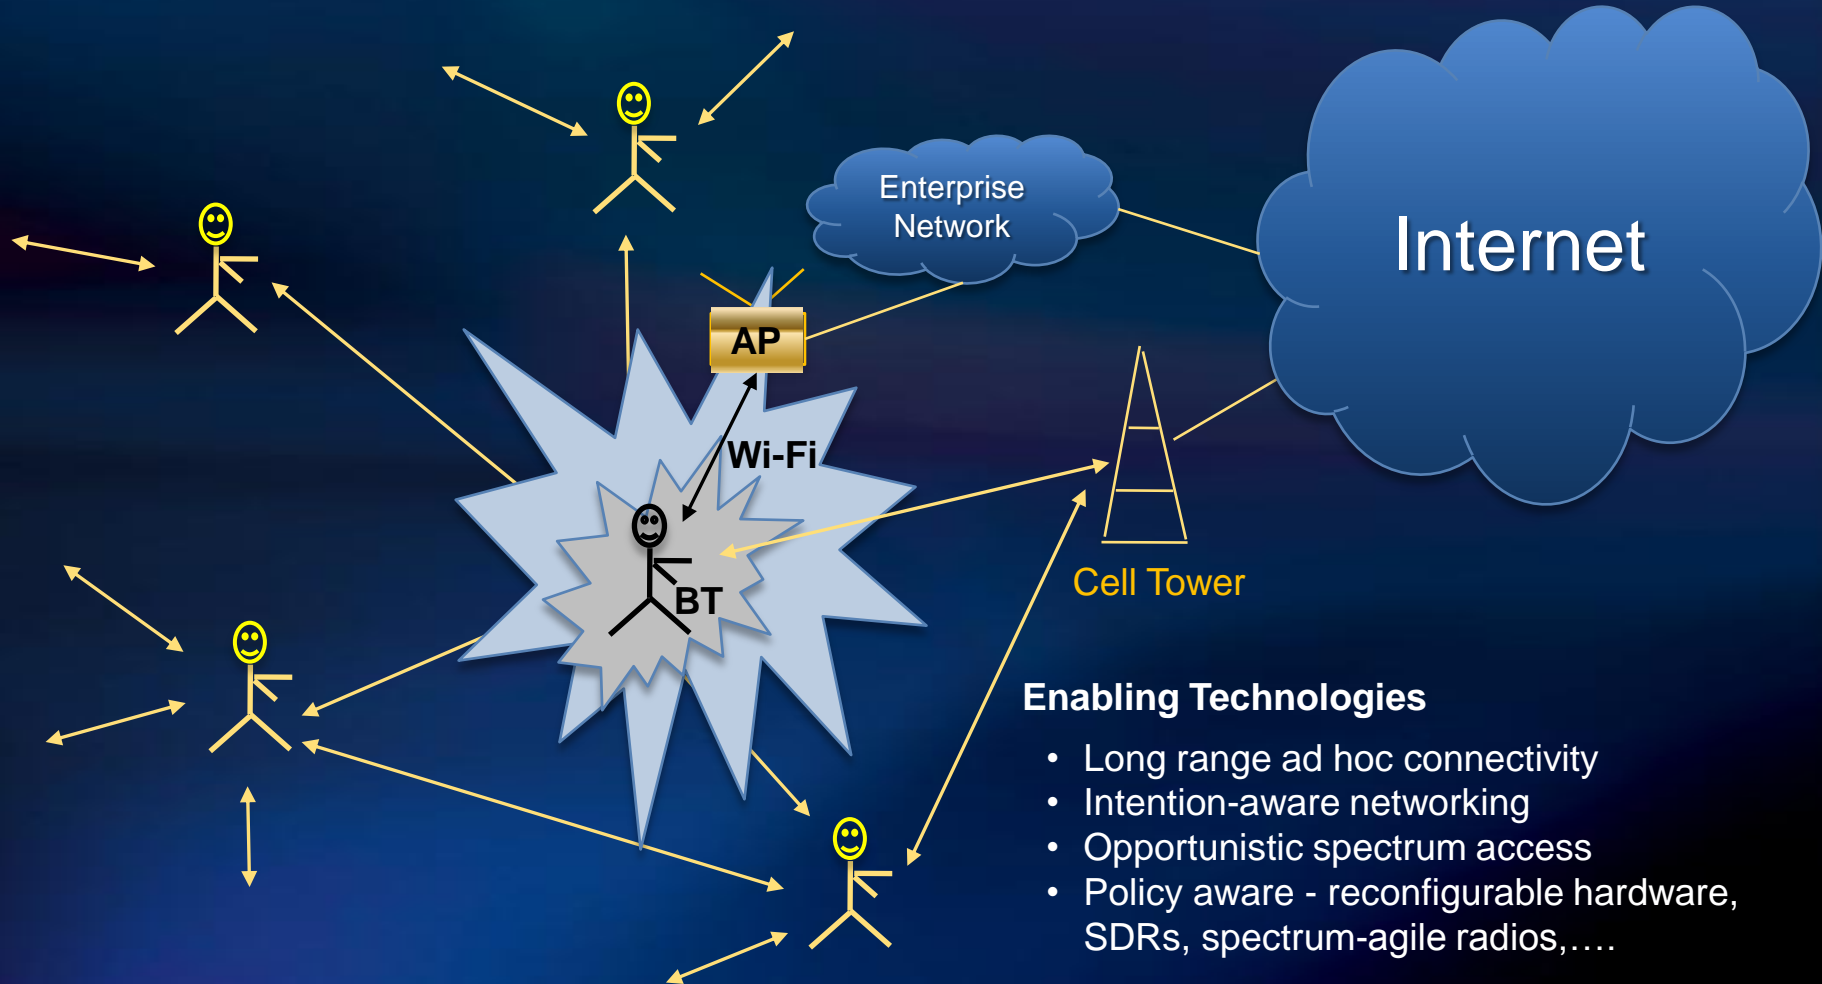 Enterprise
Network
Internet
AP
Wi-Fi
BT
Cell Tower
Enabling Technologies
• Long range ad hoc connectivity
• Intention-aware networking
• Opportunistic spectrum access
• Policy aware - reconfigurable hardware,
SDRs, spectrum-agile radios,….